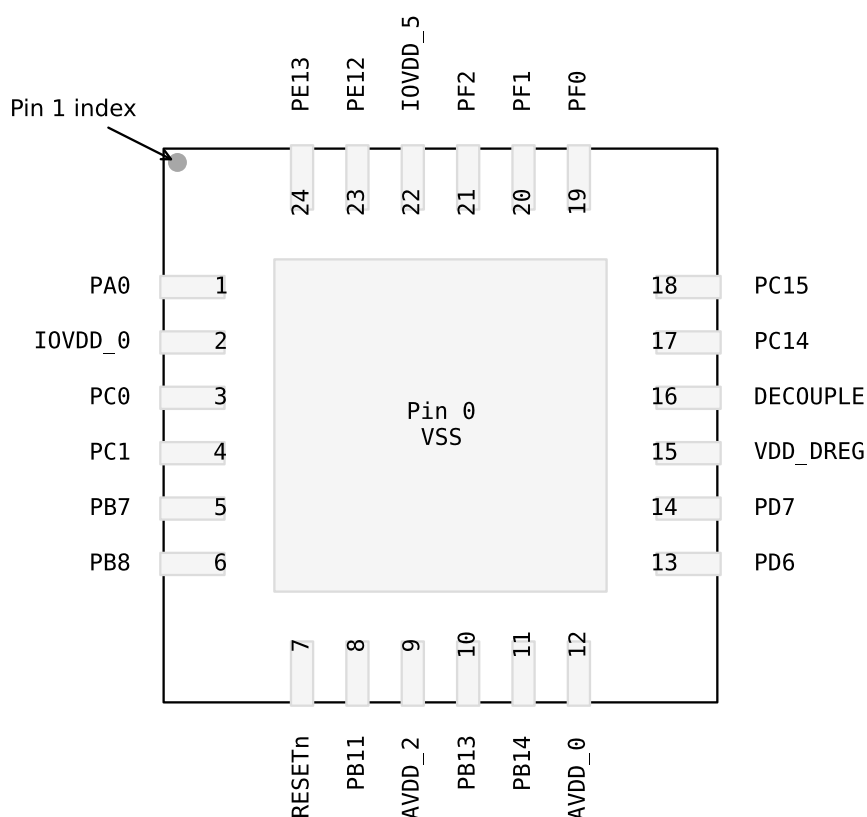 PE13
PE12
IOVDD_5
PF2
PF1
PF0
Pin 1 index
24
23
22
21
20
19
PA0 1
18 PC15
IOVDD_0 2
17 PC14
PC0 3
16 DECOUPLE
PC1 4
15 VDD_DREG
PB7 5
14 PD7
PB8 6
13 PD6
Pin 0
VSS
7
8
9
10
11
12
RESETn
PB11
AVDD_2
PB13
PB14
AVDD_0